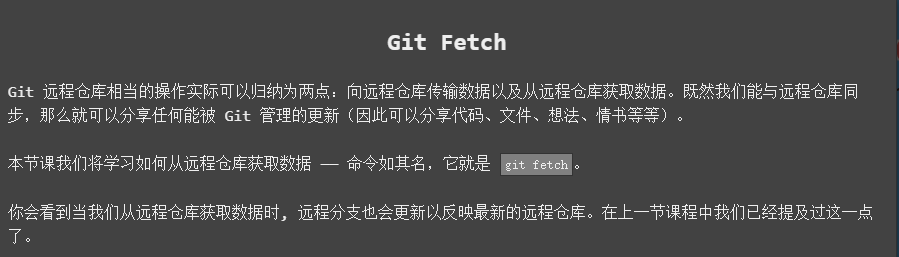 Git Fetch
Git 远程仓库相当的操作实际可以归纳为两点：向远程仓库传输数据以及从远程仓库获取数据。既然我们能与远程仓库同
步，那么就可以分享任何能被 Git 管理的更新（因此可以分享代码、文件、想法、情书等等）。
本节课我们将学习如何从远程仓库获取数据 —— 命令如其名，它就是 git fetch。
你会看到当我们从远程仓库获取数据时, 远程分支也会更新以反映最新的远程仓库。在上一节课程中我们已经提及过这一点
了。